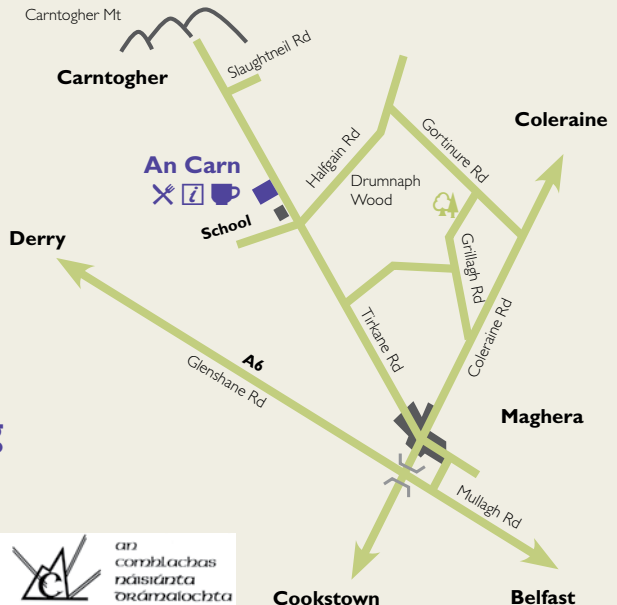 Carntogher Mt
Carntogher
Slaughtneil Rd
Coleraine
Halfgain Rd
Gortinure Rd
An Carn
i
Drumnaph
Wood
School
Derry
Grillagh Rd
Tirkane Rd
Coleraine Rd
A6
Glenshane Rd
Maghera
g
Mullagh Rd
an
comhlachas
náisiúnta
drámaíochta
Cookstown
Belfast